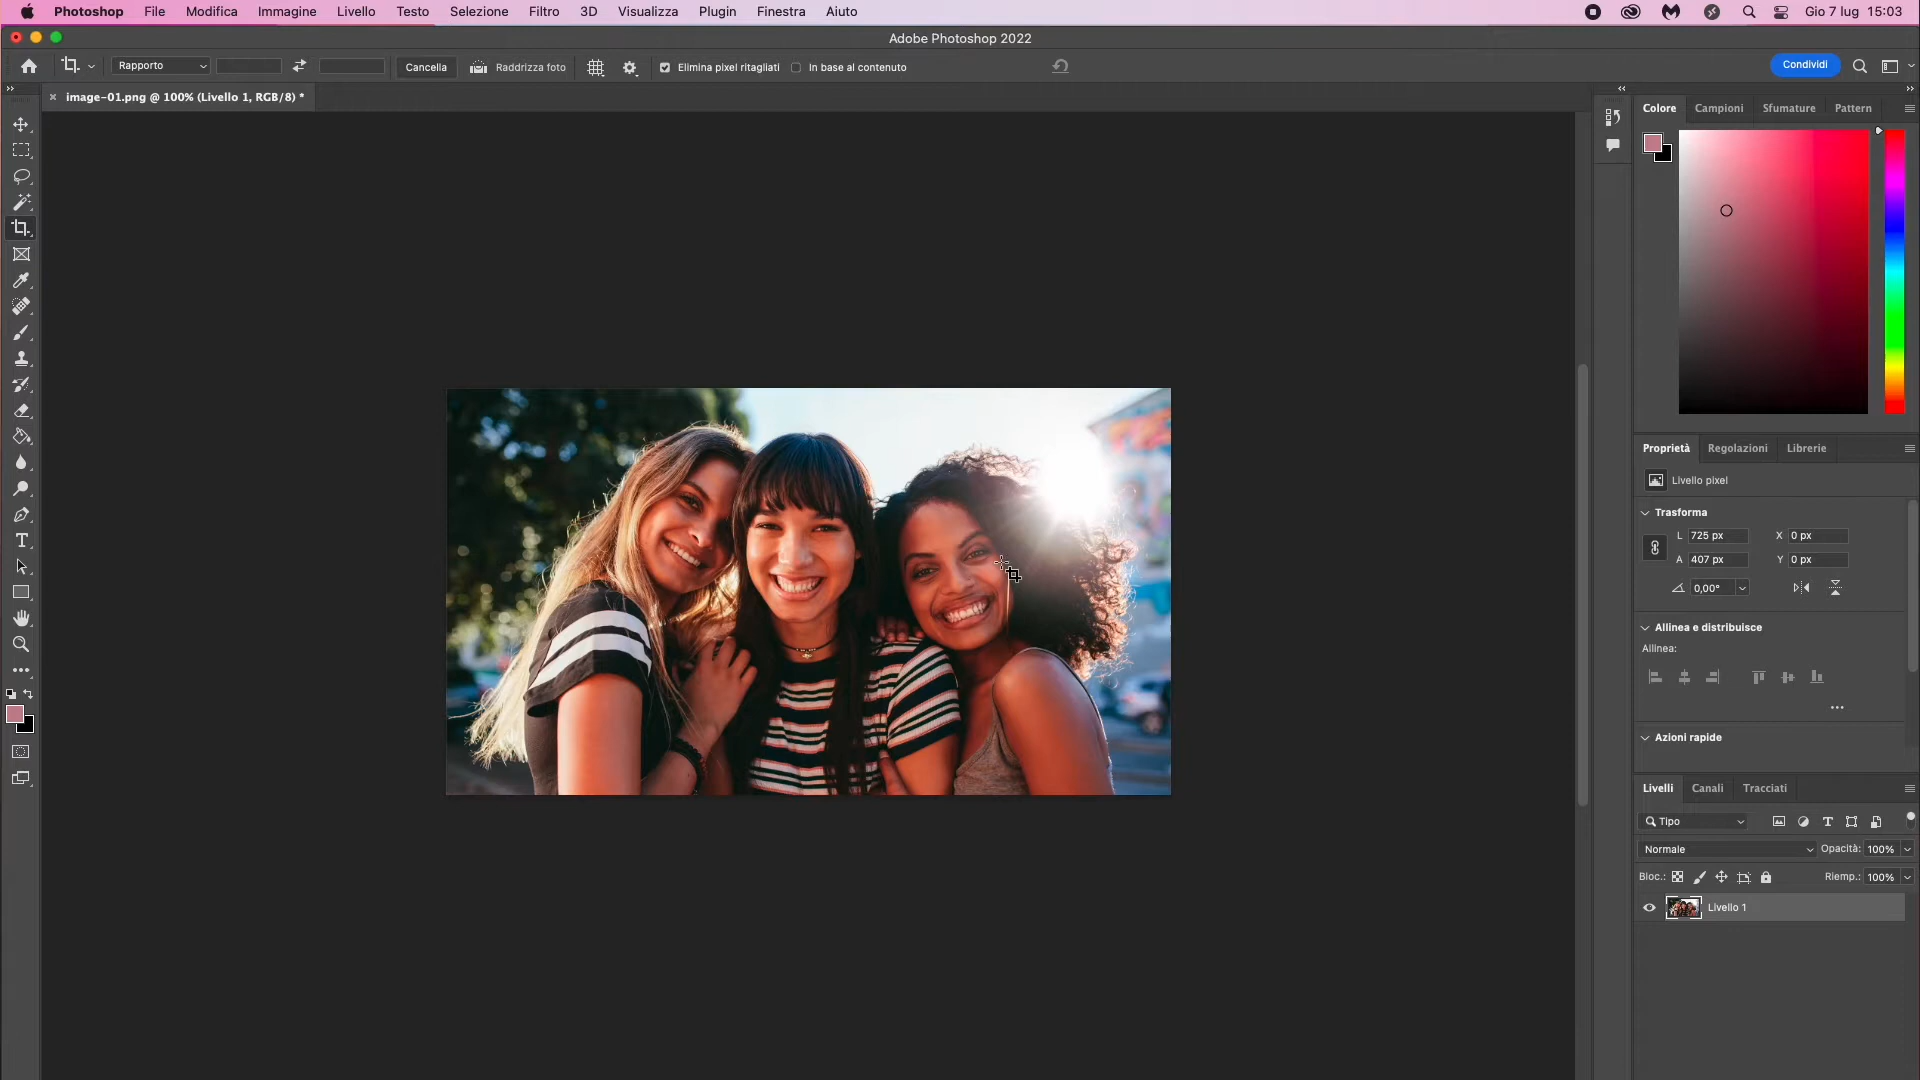 Photoshop File Modifica Immagine Livello Testo Selezione Filtro 3D Visualizza Plugin Finestra Aiuto Gio 7 lug 15:03
Adobe Photoshop 2022
Rapporto Cancella Raddrizza foto Elimina pixel ritagliati In base al contenuto Condividi
image-01.png @ 100% (Livello 1, RGB/8) *
Colore Campioni Sfumature Pattern
Proprietà Regolazioni Librerie
Livello pixel
Trasforma
L 725 px X 0 px
A 407 px Y 0 px
0,00°
Allinea e distribuisce
Allinea:
Azioni rapide
Livelli Canali Tracciati
Tipo
Normale Opacità: 100%
Bloc.: Riemp.: 100%
Livello 1